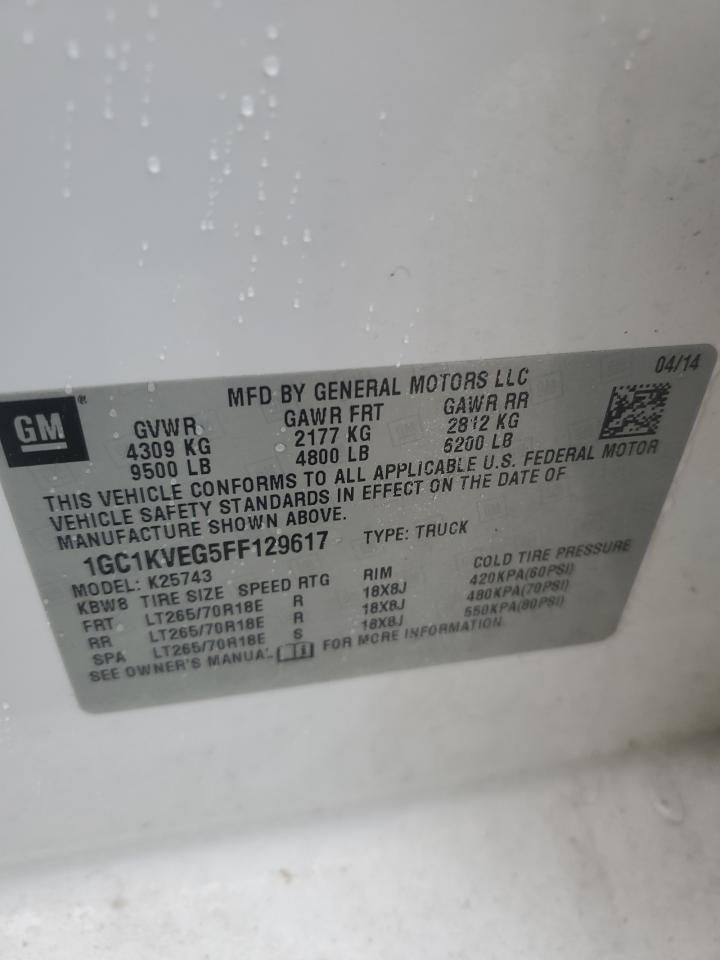 GM®
04/14
MFD BY GENERAL MOTORS LLC
GVWR GAWR FRT GAWR RR
4309 KG 2177 KG 2812 KG
9500 LB 4800 LB 6200 LB
THIS VEHICLE CONFORMS TO ALL APPLICABLE U.S. FEDERAL MOTOR
VEHICLE SAFETY STANDARDS IN EFFECT ON THE DATE OF
MANUFACTURE SHOWN ABOVE.
1GC1KVEG5FF129617 TYPE: TRUCK
MODEL: K25743
KBW8 TIRE SIZE SPEED RTG RIM COLD TIRE PRESSURE
FRT LT265/70R18E R 18X8J 420KPA(60PSI)
RR LT265/70R18E R 18X8J 480KPA(70PSI)
SPA LT265/70R18E S 18X8J 550KPA(80PSI)
SEE OWNER'S MANUAL FOR MORE INFORMATION